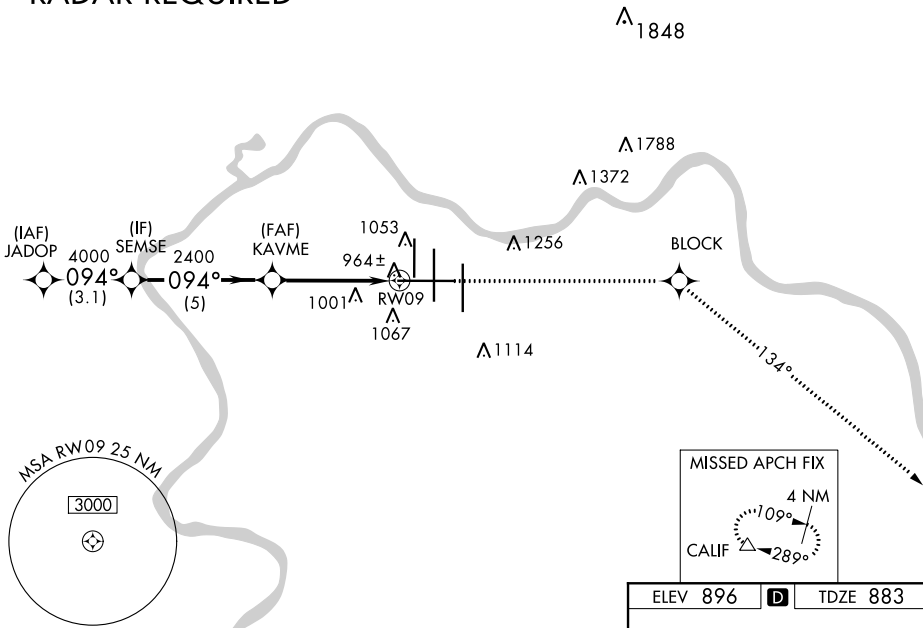 1848
1788
1372
(IAF)
JADOP
4000
094°
(3.1)
(IF)
SEMSE
2400
094°
(5)
(FAF)
KAVME
1053
964±
1001
RW09
1067
1256
1114
BLOCK
134°
MSA RW09 25 NM
3000
MISSED APCH FIX
4 NM
109°
CALIF
289°
ELEV 896 D TDZE 883